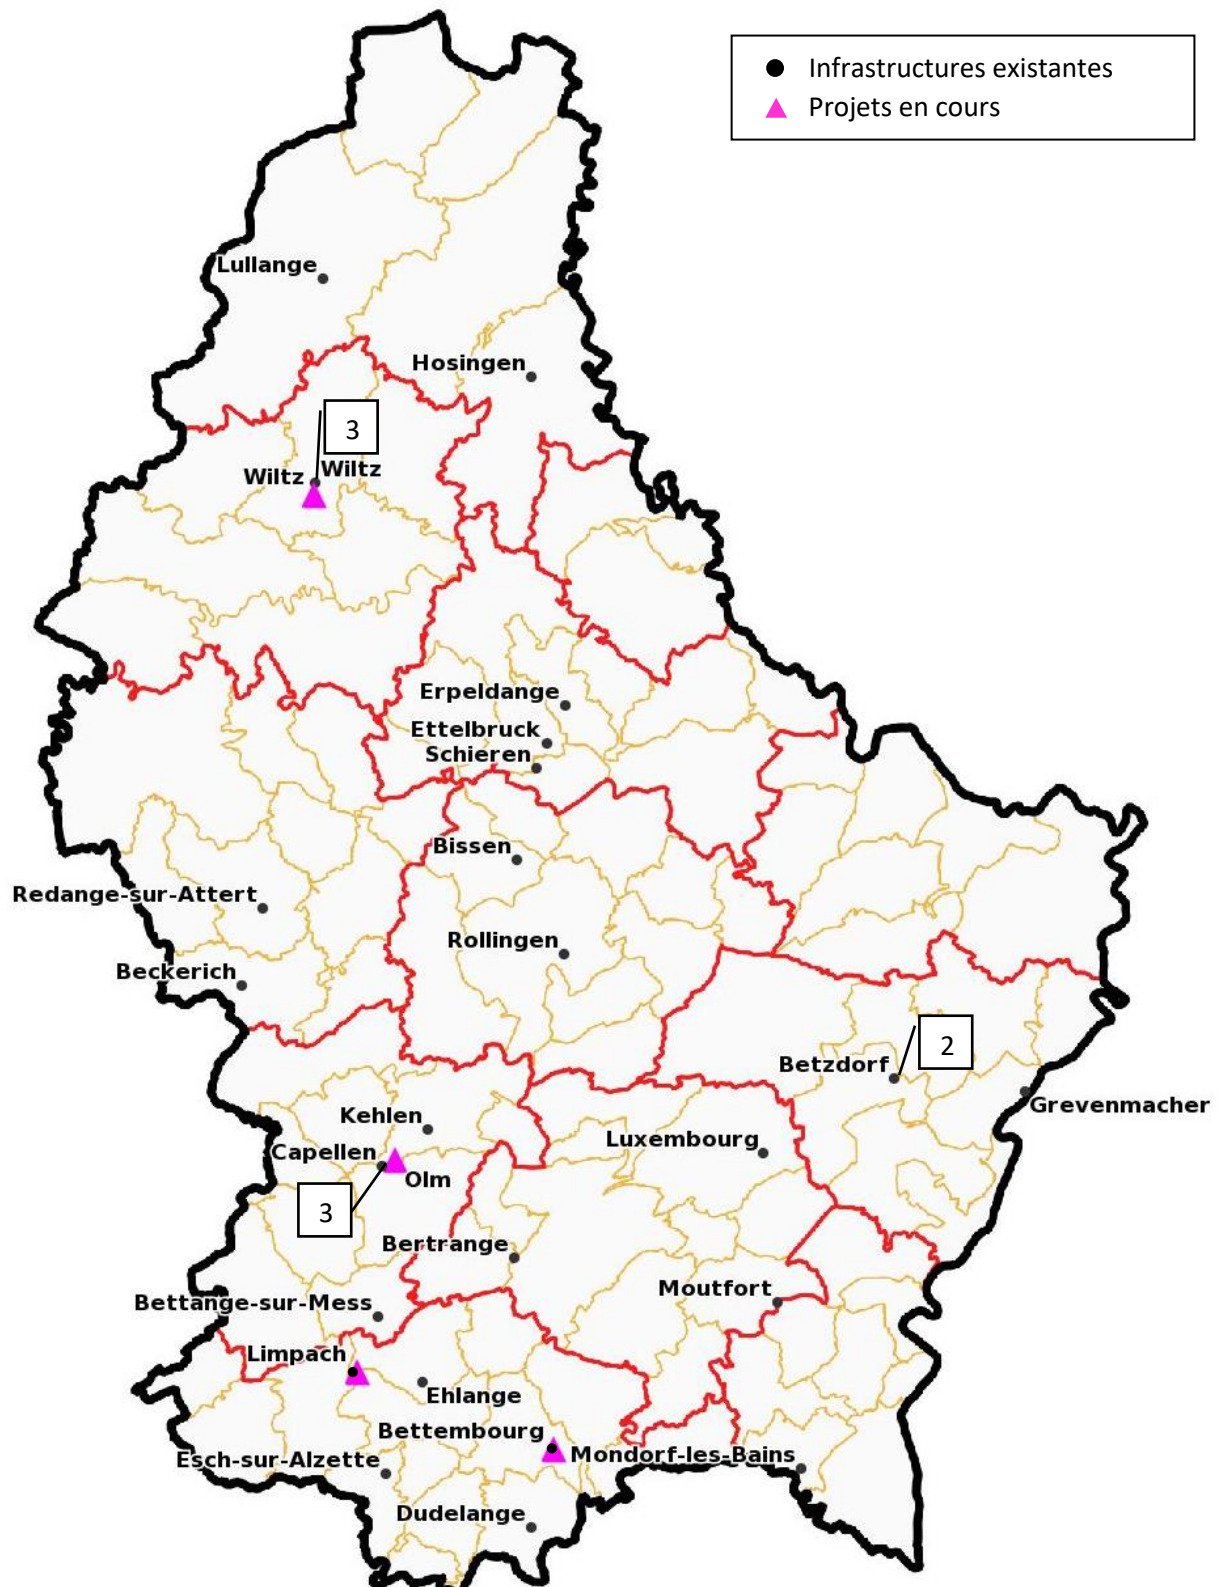 Infrastructures existantes
Projets en cours
Lullange
Hosingen
3
Wiltz
Wiltz
Erpeldange
Ettelbruck
Schieren
Bissen
Redange-sur-Attert
Rollingen
Beckerich
2
Betzdorf
Grevenmacher
Kehlen
Luxembourg
Capellen
Olm
3
Bertrange
Moutfort
Bettange-sur-Mess
Limpach
Ehlange
Bettembourg
Mondorf-les-Bains
Esch-sur-Alzette
Dudelange